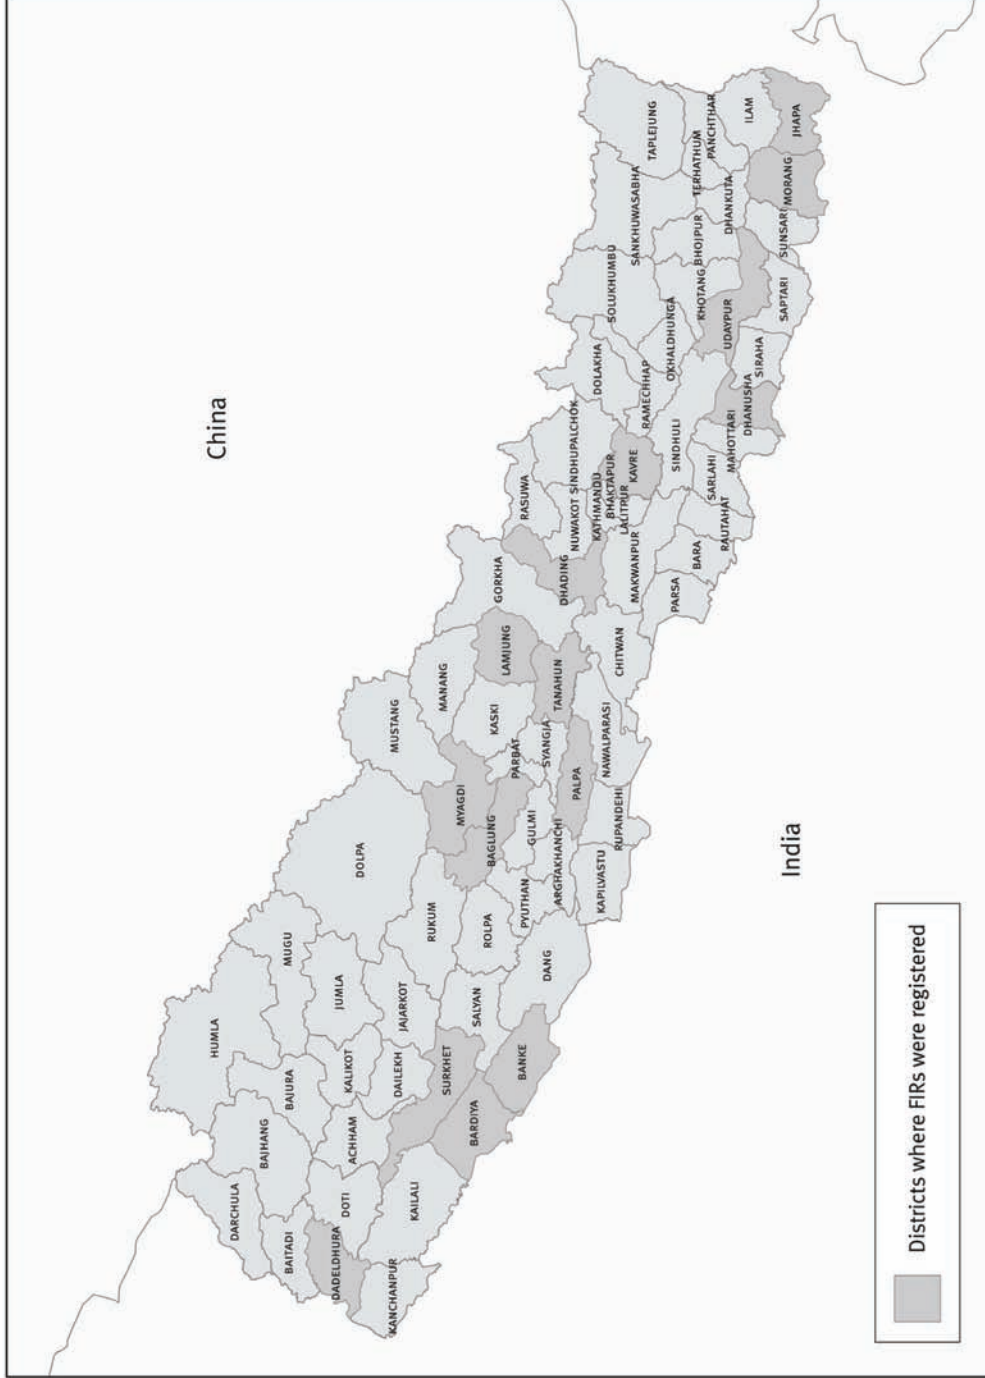 China
India
HUMLA
DARCHULA
BAJHANG
MUGU
BAITADI
BAJURA
DOLPA
JUMLA
DADELDHURA
DOTI
ACHHAM
KALIKOT
MUSTANG
KANCHANPUR
KAILALI
DAILEKH
JAJARKOT
RUKUM
MANANG
SURKHET
MYAGDI
BARDIYA
SALYAN
ROLPA
BAGLUNG
KASKI
LAMJUNG
GORKHA
BANKE
DANG
PYUTHAN
GULMI
PARBAT
SYANGJA
TANAHUN
ARGHAKHANCHI
PALPA
KAPILVASTU
RUPANDEHI
NAWALPARASI
CHITWAN
DHADING
RASUWA
NUWAKOT
SINDHUPALCHOK
KATHMANDU
BHAKTAPUR
LALITPUR
KAVRE
MAKWANPUR
DOLAKHA
RAMECHHAP
SOLUKHUMBU
OKHALDHUNGA
SANKHUWASABHA
TAPLEJUNG
PARSA
BARA
RAUTAHAT
SARLAHI
SINDHULI
MAHOTTARI
DHANUSHA
SIRAHA
UDAYPUR
KHOTANG
BHOJPUR
TERHATHUM
PANCHTHAR
DHANKUTA
SAPTARI
SUNSARI
MORANG
ILAM
JHAPA
Districts where FIRs were registered